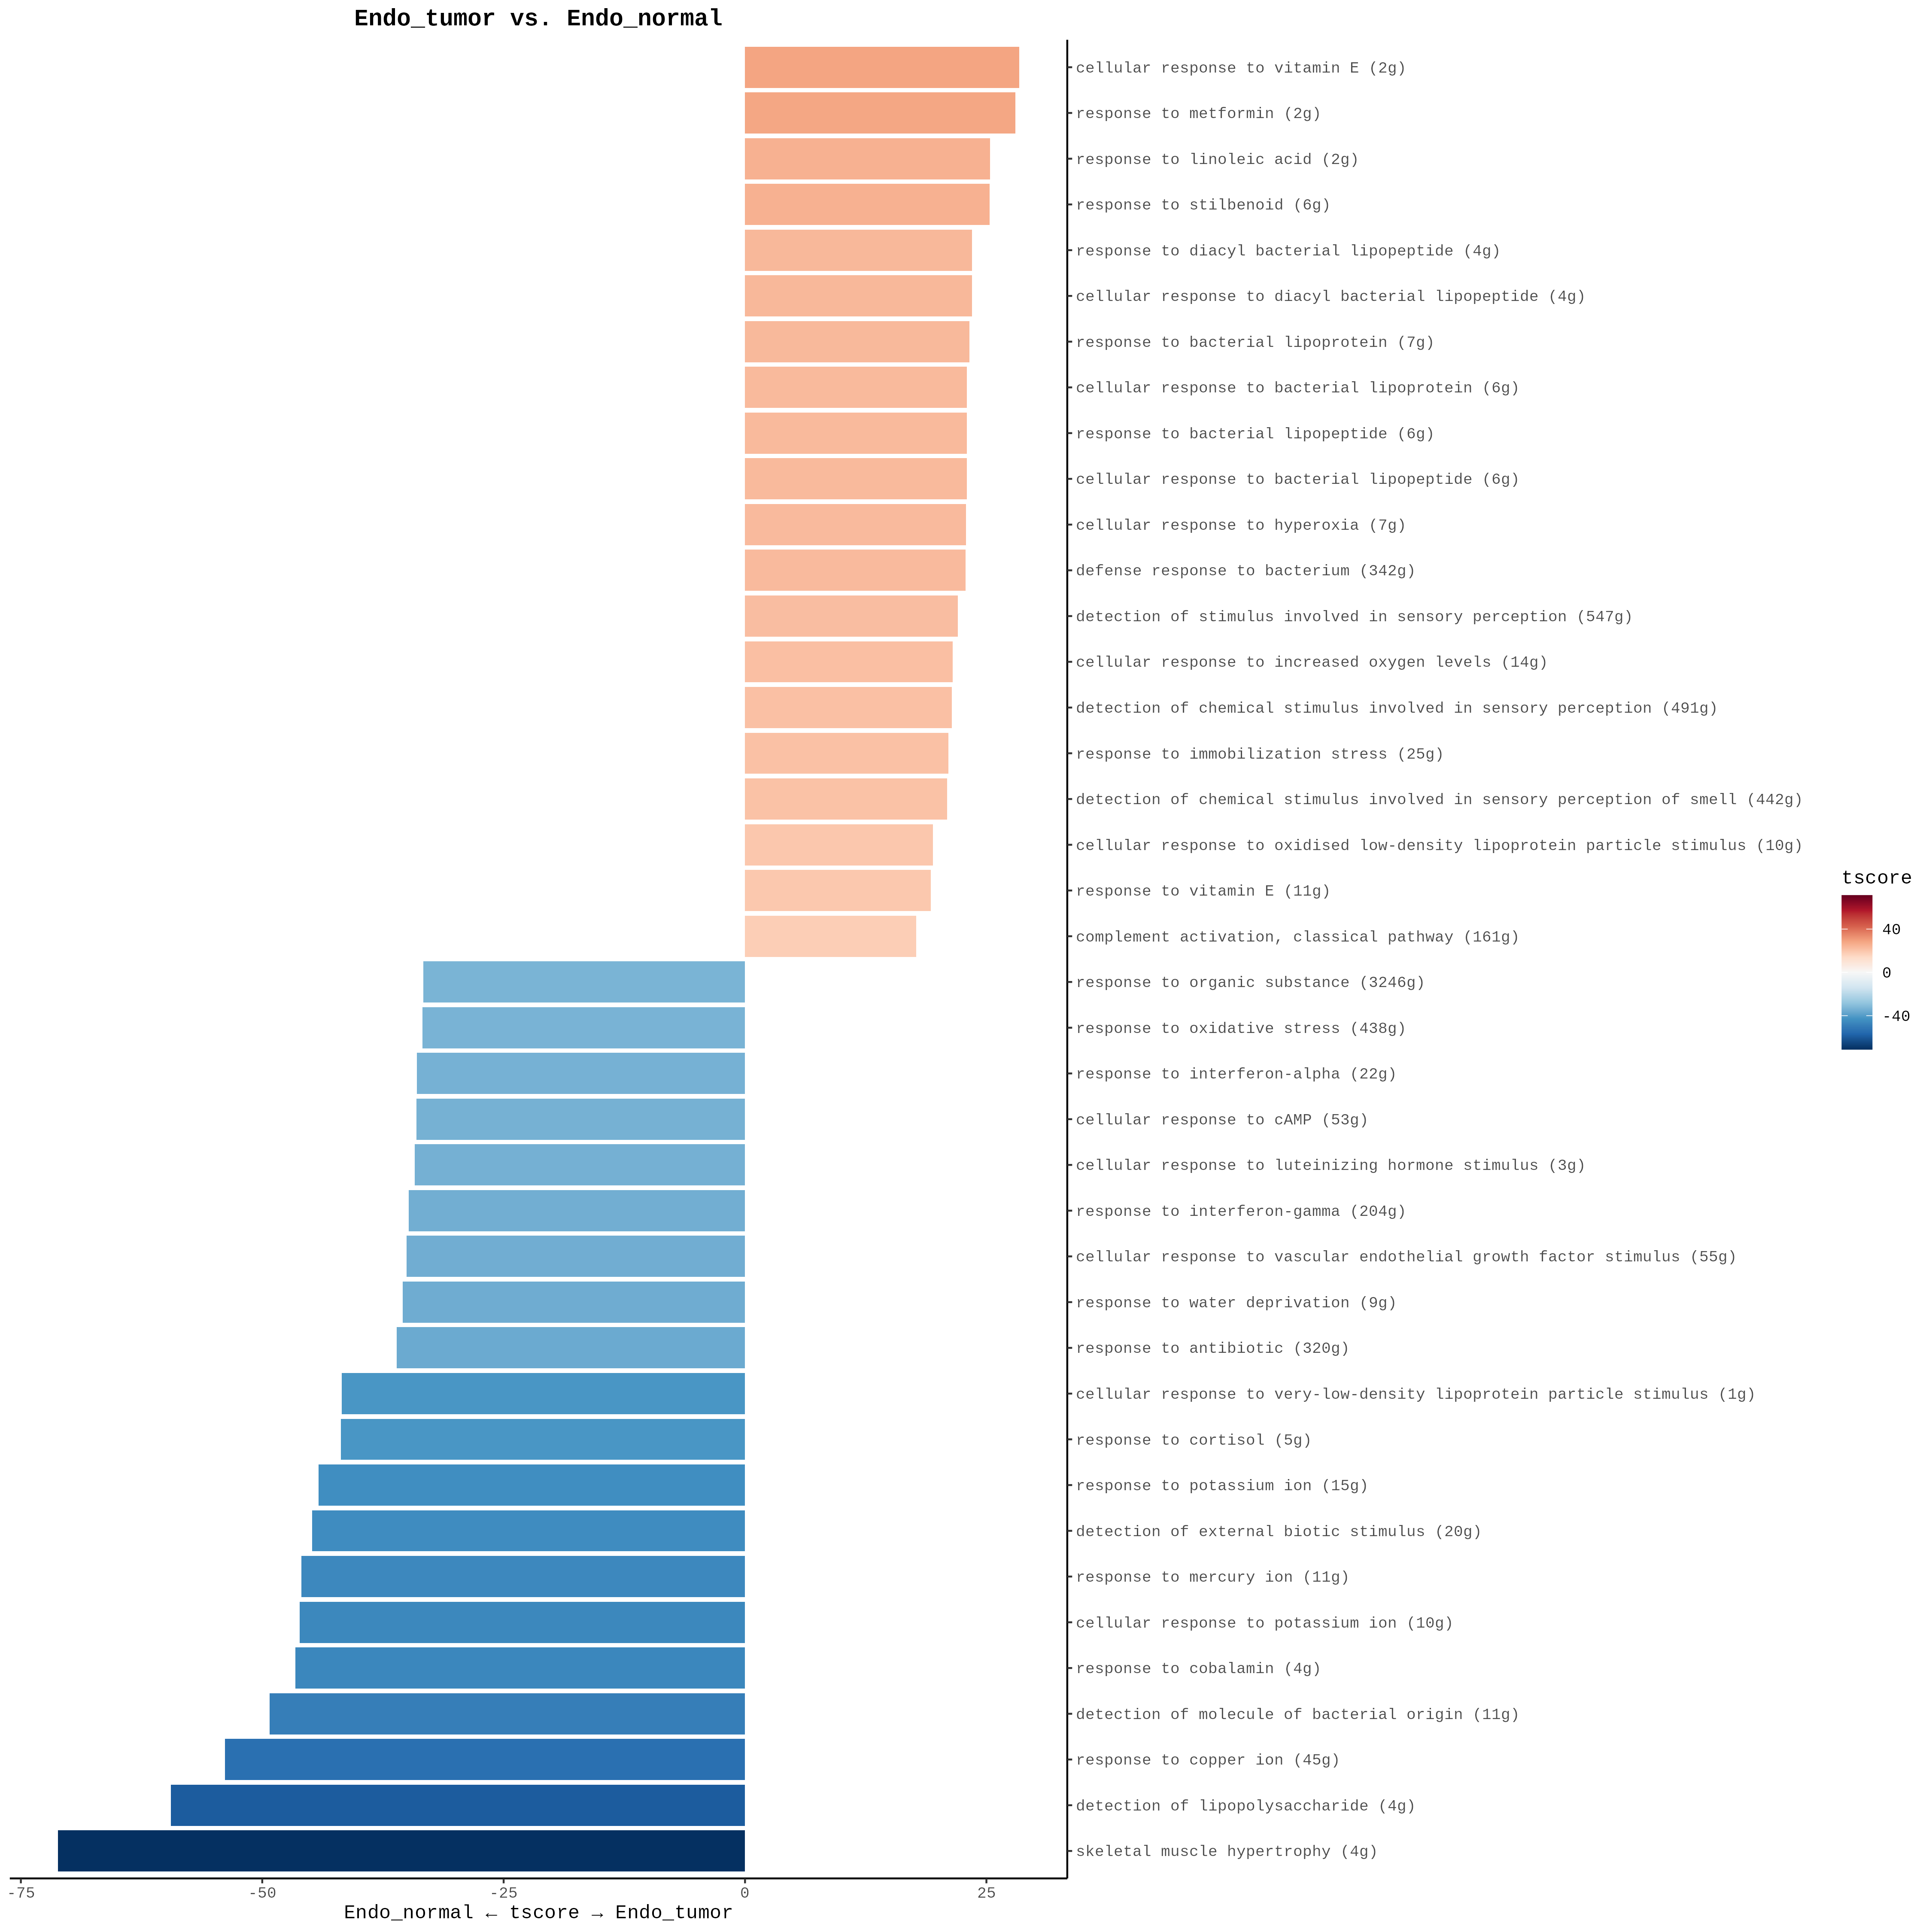 Endo_tumor vs. Endo_normal
cellular response to vitamin E (2g)
response to metformin (2g)
response to linoleic acid (2g)
response to stilbenoid (6g)
response to diacyl bacterial lipopeptide (4g)
cellular response to diacyl bacterial lipopeptide (4g)
response to bacterial lipoprotein (7g)
cellular response to bacterial lipoprotein (6g)
response to bacterial lipopeptide (6g)
cellular response to bacterial lipopeptide (6g)
cellular response to hyperoxia (7g)
defense response to bacterium (342g)
detection of stimulus involved in sensory perception (547g)
cellular response to increased oxygen levels (14g)
detection of chemical stimulus involved in sensory perception (491g)
response to immobilization stress (25g)
detection of chemical stimulus involved in sensory perception of smell (442g)
cellular response to oxidised low-density lipoprotein particle stimulus (10g)
response to vitamin E (11g)
complement activation, classical pathway (161g)
response to organic substance (3246g)
response to oxidative stress (438g)
response to interferon-alpha (22g)
cellular response to cAMP (53g)
cellular response to luteinizing hormone stimulus (3g)
response to interferon-gamma (204g)
cellular response to vascular endothelial growth factor stimulus (55g)
response to water deprivation (9g)
response to antibiotic (320g)
cellular response to very-low-density lipoprotein particle stimulus (1g)
response to cortisol (5g)
response to potassium ion (15g)
detection of external biotic stimulus (20g)
response to mercury ion (11g)
cellular response to potassium ion (10g)
response to cobalamin (4g)
detection of molecule of bacterial origin (11g)
response to copper ion (45g)
detection of lipopolysaccharide (4g)
skeletal muscle hypertrophy (4g)
-75 -50 -25 0 25
Endo_normal ← tscore → Endo_tumor
tscore
40
0
-40